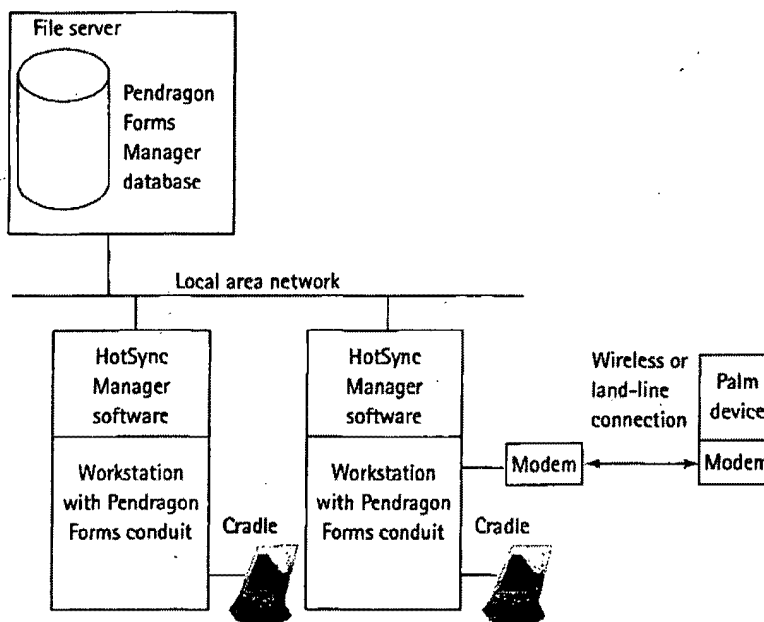 File server
Pendragon
Forms
Manager
database
Local area network
HotSync
Manager
software
Workstation
with Pendragon
Forms conduit
Cradle
HotSync
Manager
software
Workstation
with Pendragon
Forms conduit
Cradle
Modem
Wireless or
land-line
connection
Palm
device
Modem